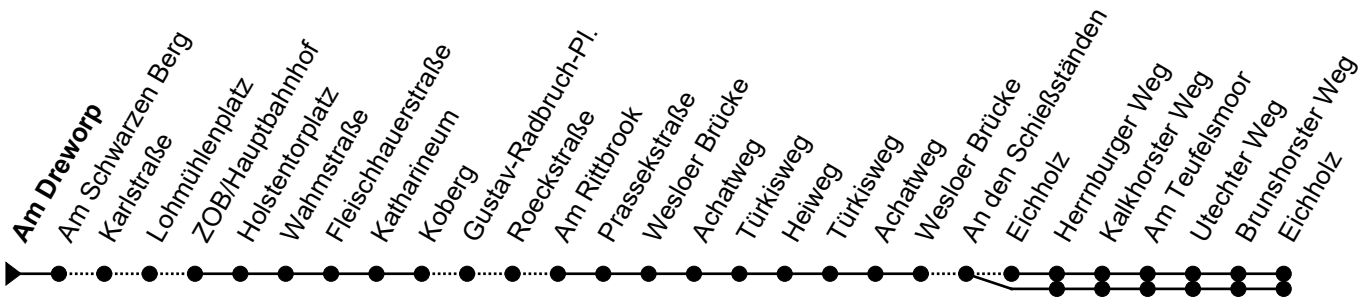 Am Dreworp
Am Schwarzen Berg
Karlstraße
Lohmühlenplatz
ZOB/Hauptbahnhof
Holstentorplatz
Wahmstraße
Fleischhauerstraße
Katharineum
Koberg
Gustav-Radbruch-Pl.
Roeckstraße
Am Rittbrook
Prassekstraße
Wesloer Brücke
Achatweg
Türkisweg
Heiweg
Türkisweg
Achatweg
Wesloer Brücke
An den Schießständen
Eichholz
Herrnburger Weg
Kalkhorster Weg
Am Teufelsmoor
Utechter Weg
Brunshorster Weg
Eichholz